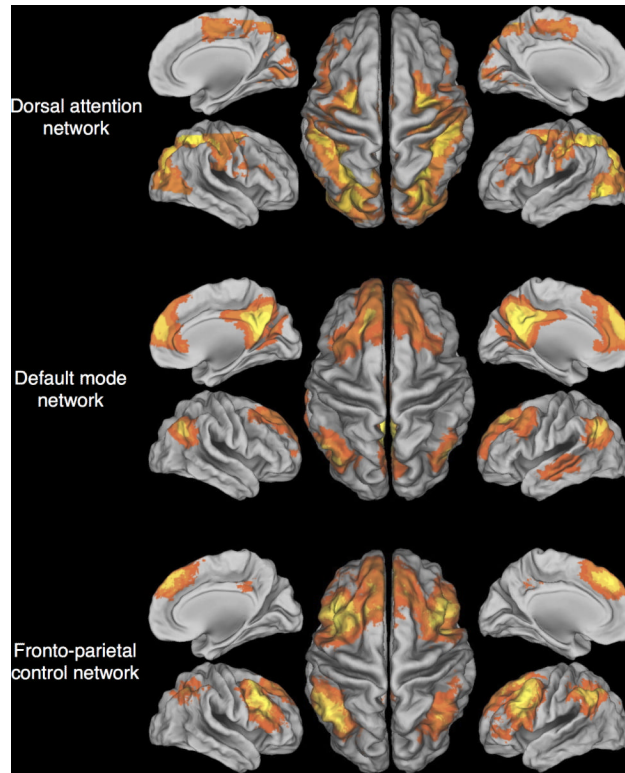 Dorsal attention
network
Default mode
network
Fronto-parietal
control network